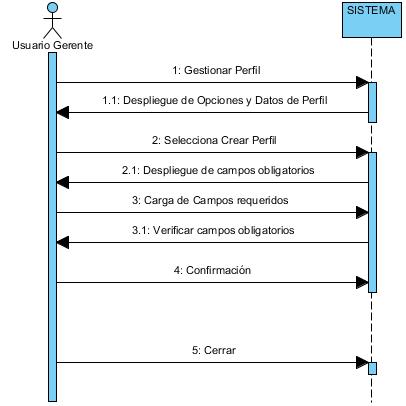 SISTEMA
Usuario Gerente
1: Gestionar Perfil
1.1: Despliegue de Opciones y Datos de Perfil
2: Selecciona Crear Perfil
2.1: Despliegue de campos obligatorios
3: Carga de Campos requeridos
3.1: Verificar campos obligatorios
4: Confirmación
5: Cerrar